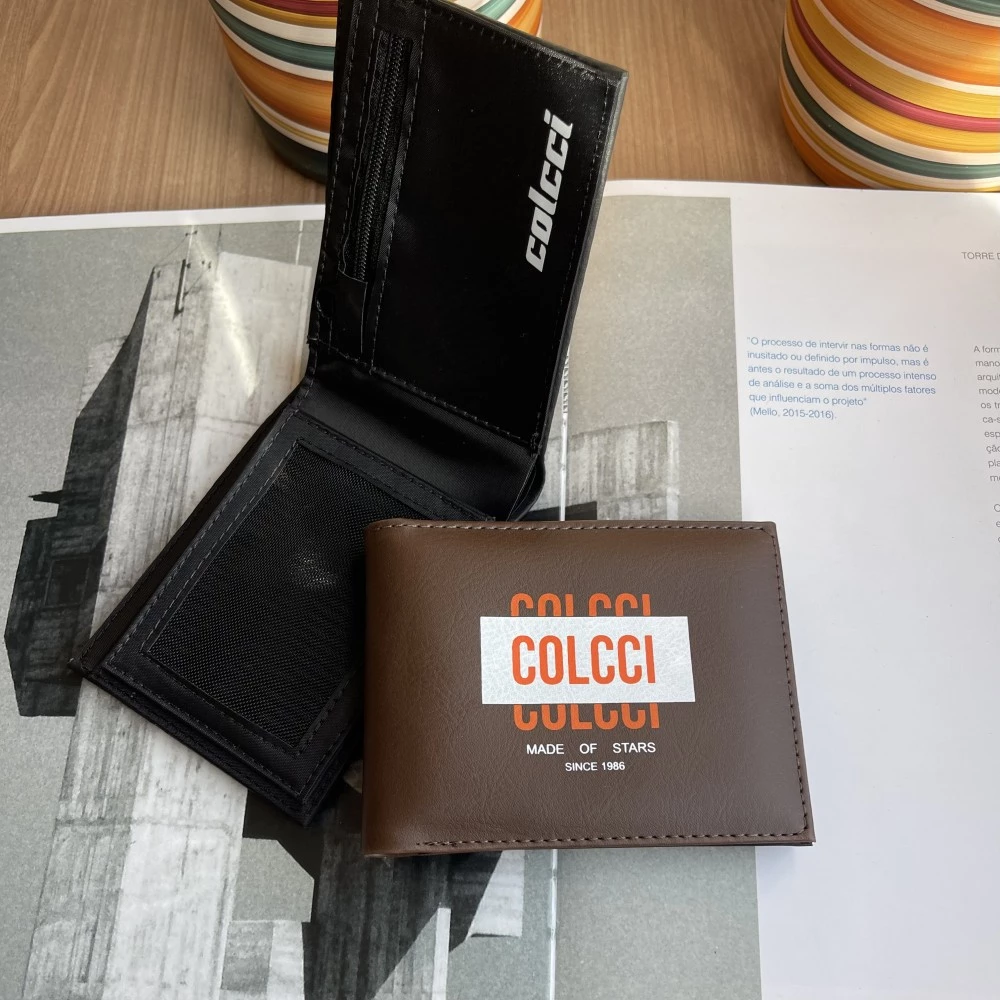 colcci
TORRE
"O processo de intervir nas formas não é
inusitado ou definido por impulso, mas é
antes o resultado de um processo intenso
de análise e a soma dos múltiplos fatores
que influenciam o projeto"
(Mello, 2015-2016).
COLCCI
COLCCI
COLCCI
MADE OF STARS
SINCE 1986